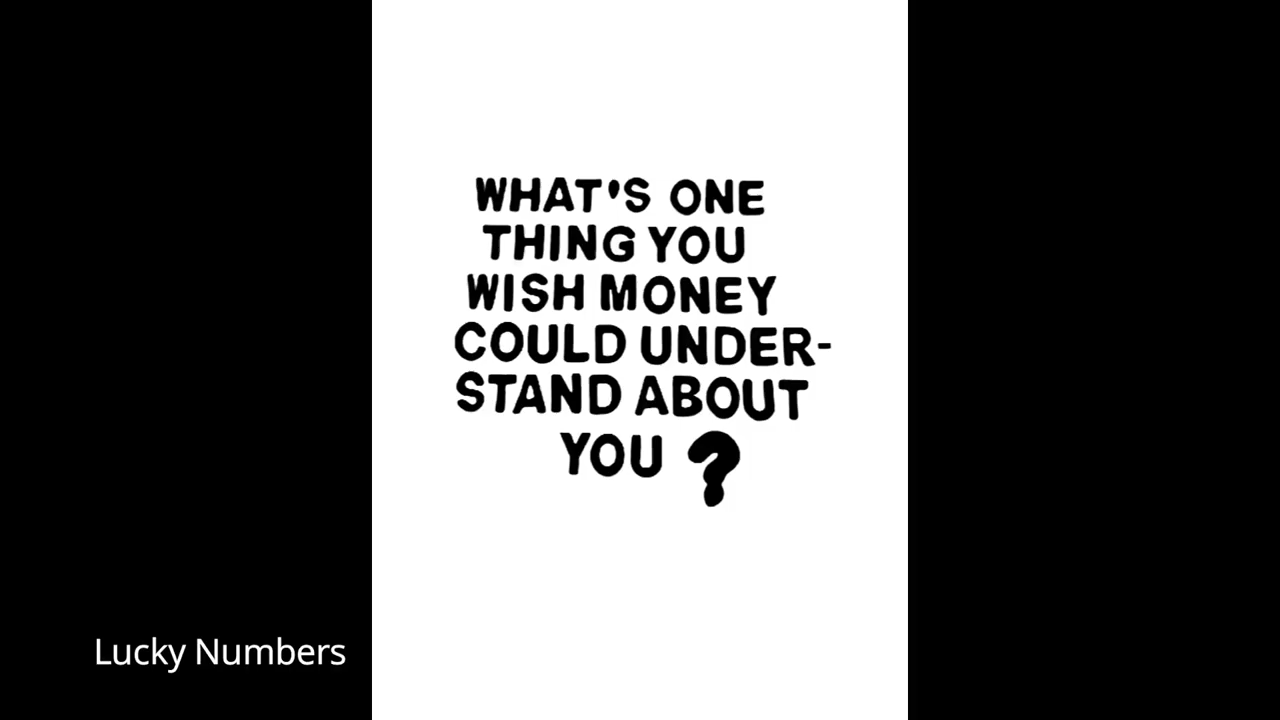 WHAT'S ONE
THING YOU
WISH MONEY
COULD UNDER-
STAND ABOUT
YOU ?
Lucky Numbers